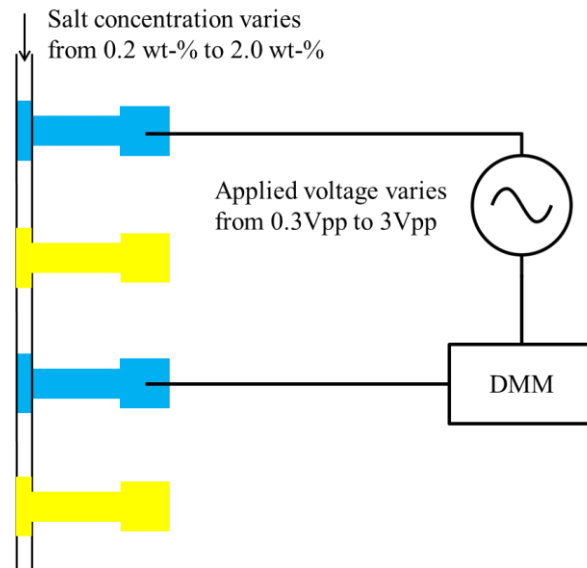 Salt concentration varies
from 0.2 wt-% to 2.0 wt-%
Applied voltage varies
from 0.3Vpp to 3Vpp
DMM